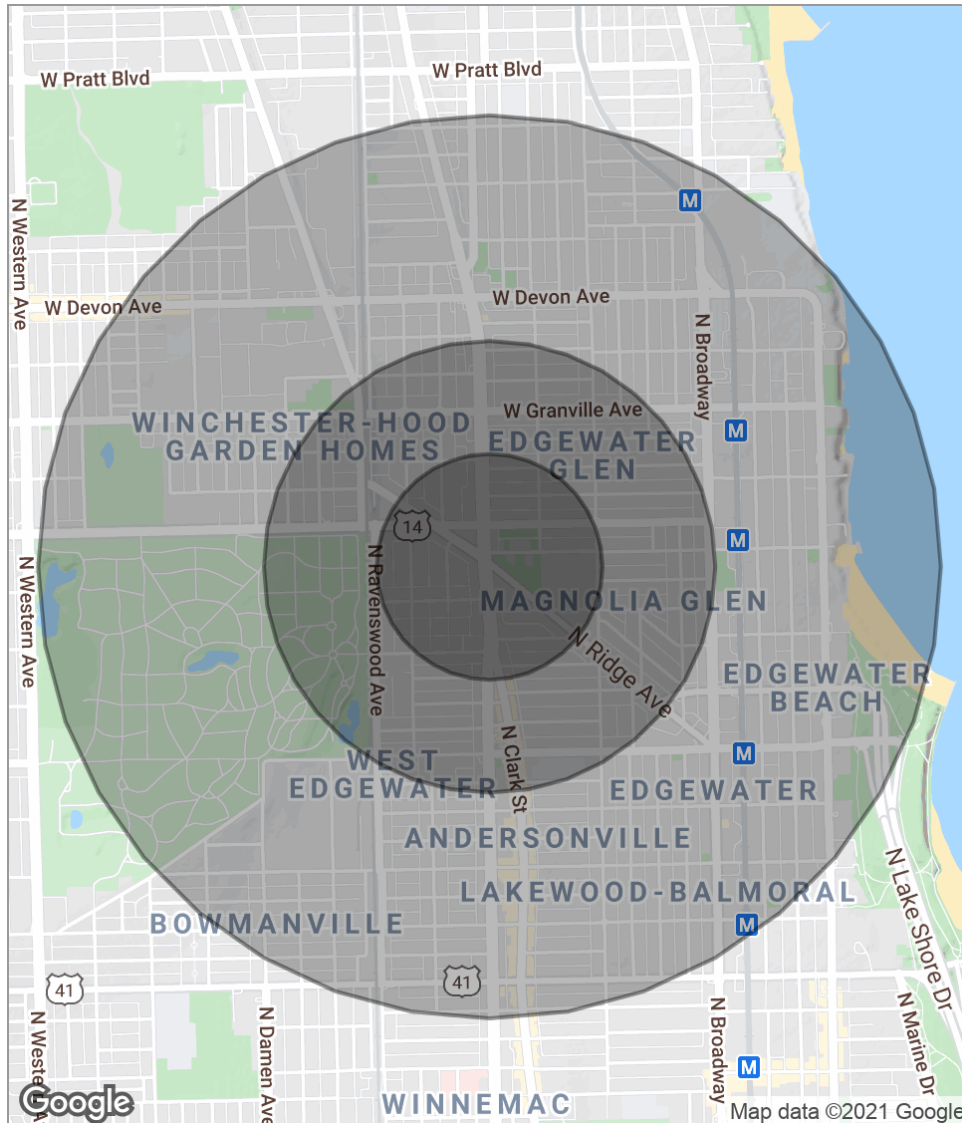 W Pratt Blvd
W Pratt Blvd
M
N Western Ave
W Devon Ave
W Devon Ave
N Broadway
WINCHESTER-HOOD
GARDEN HOMES
W Granville Ave
EDGEWATER
GLEN
M
14
M
N Western Ave
N Ravenswood Ave
MAGNOLIA GLEN
N Ridge Ave
EDGEWATER
BEACH
N Clark St
WEST
EDGEWATER
M
EDGEWATER
ANDERSONVILLE
LAKEWOOD-BALMORAL
N Lake Shore Dr
BOWMANVILLE
M
41
41
N Western A
N Damen Ave
N Broadway
N Marine Dr
M
Google
WINNEMAC
Map data ©2021 Google